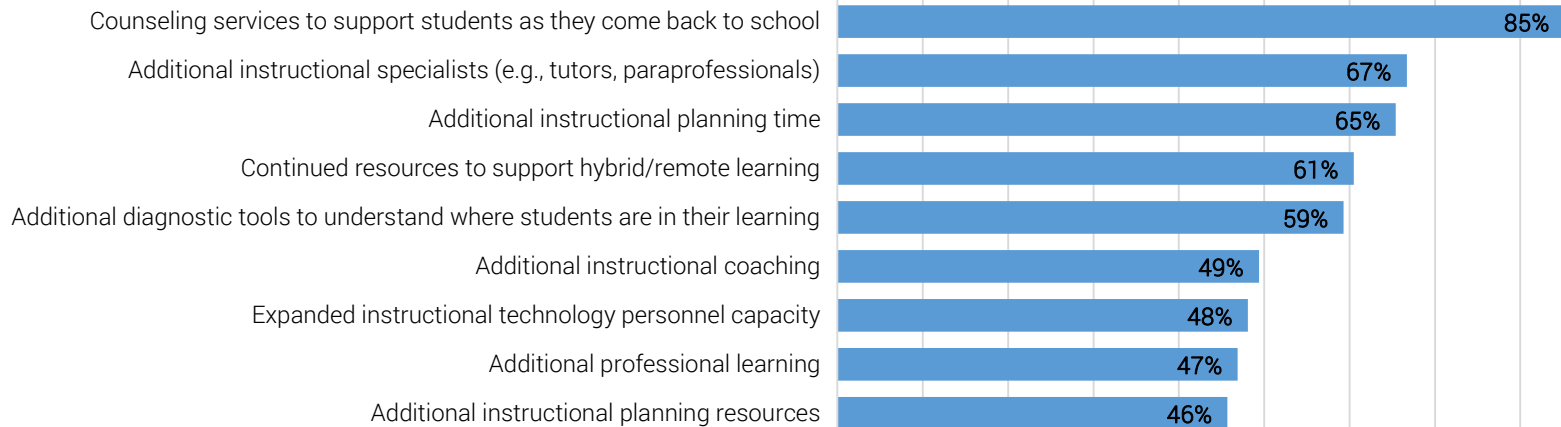 Counseling services to support students as they come back to school 85%
Additional instructional specialists (e.g., tutors, paraprofessionals) 67%
Additional instructional planning time 65%
Continued resources to support hybrid/remote learning 61%
Additional diagnostic tools to understand where students are in their learning 59%
Additional instructional coaching 49%
Expanded instructional technology personnel capacity 48%
Additional professional learning 47%
Additional instructional planning resources 46%